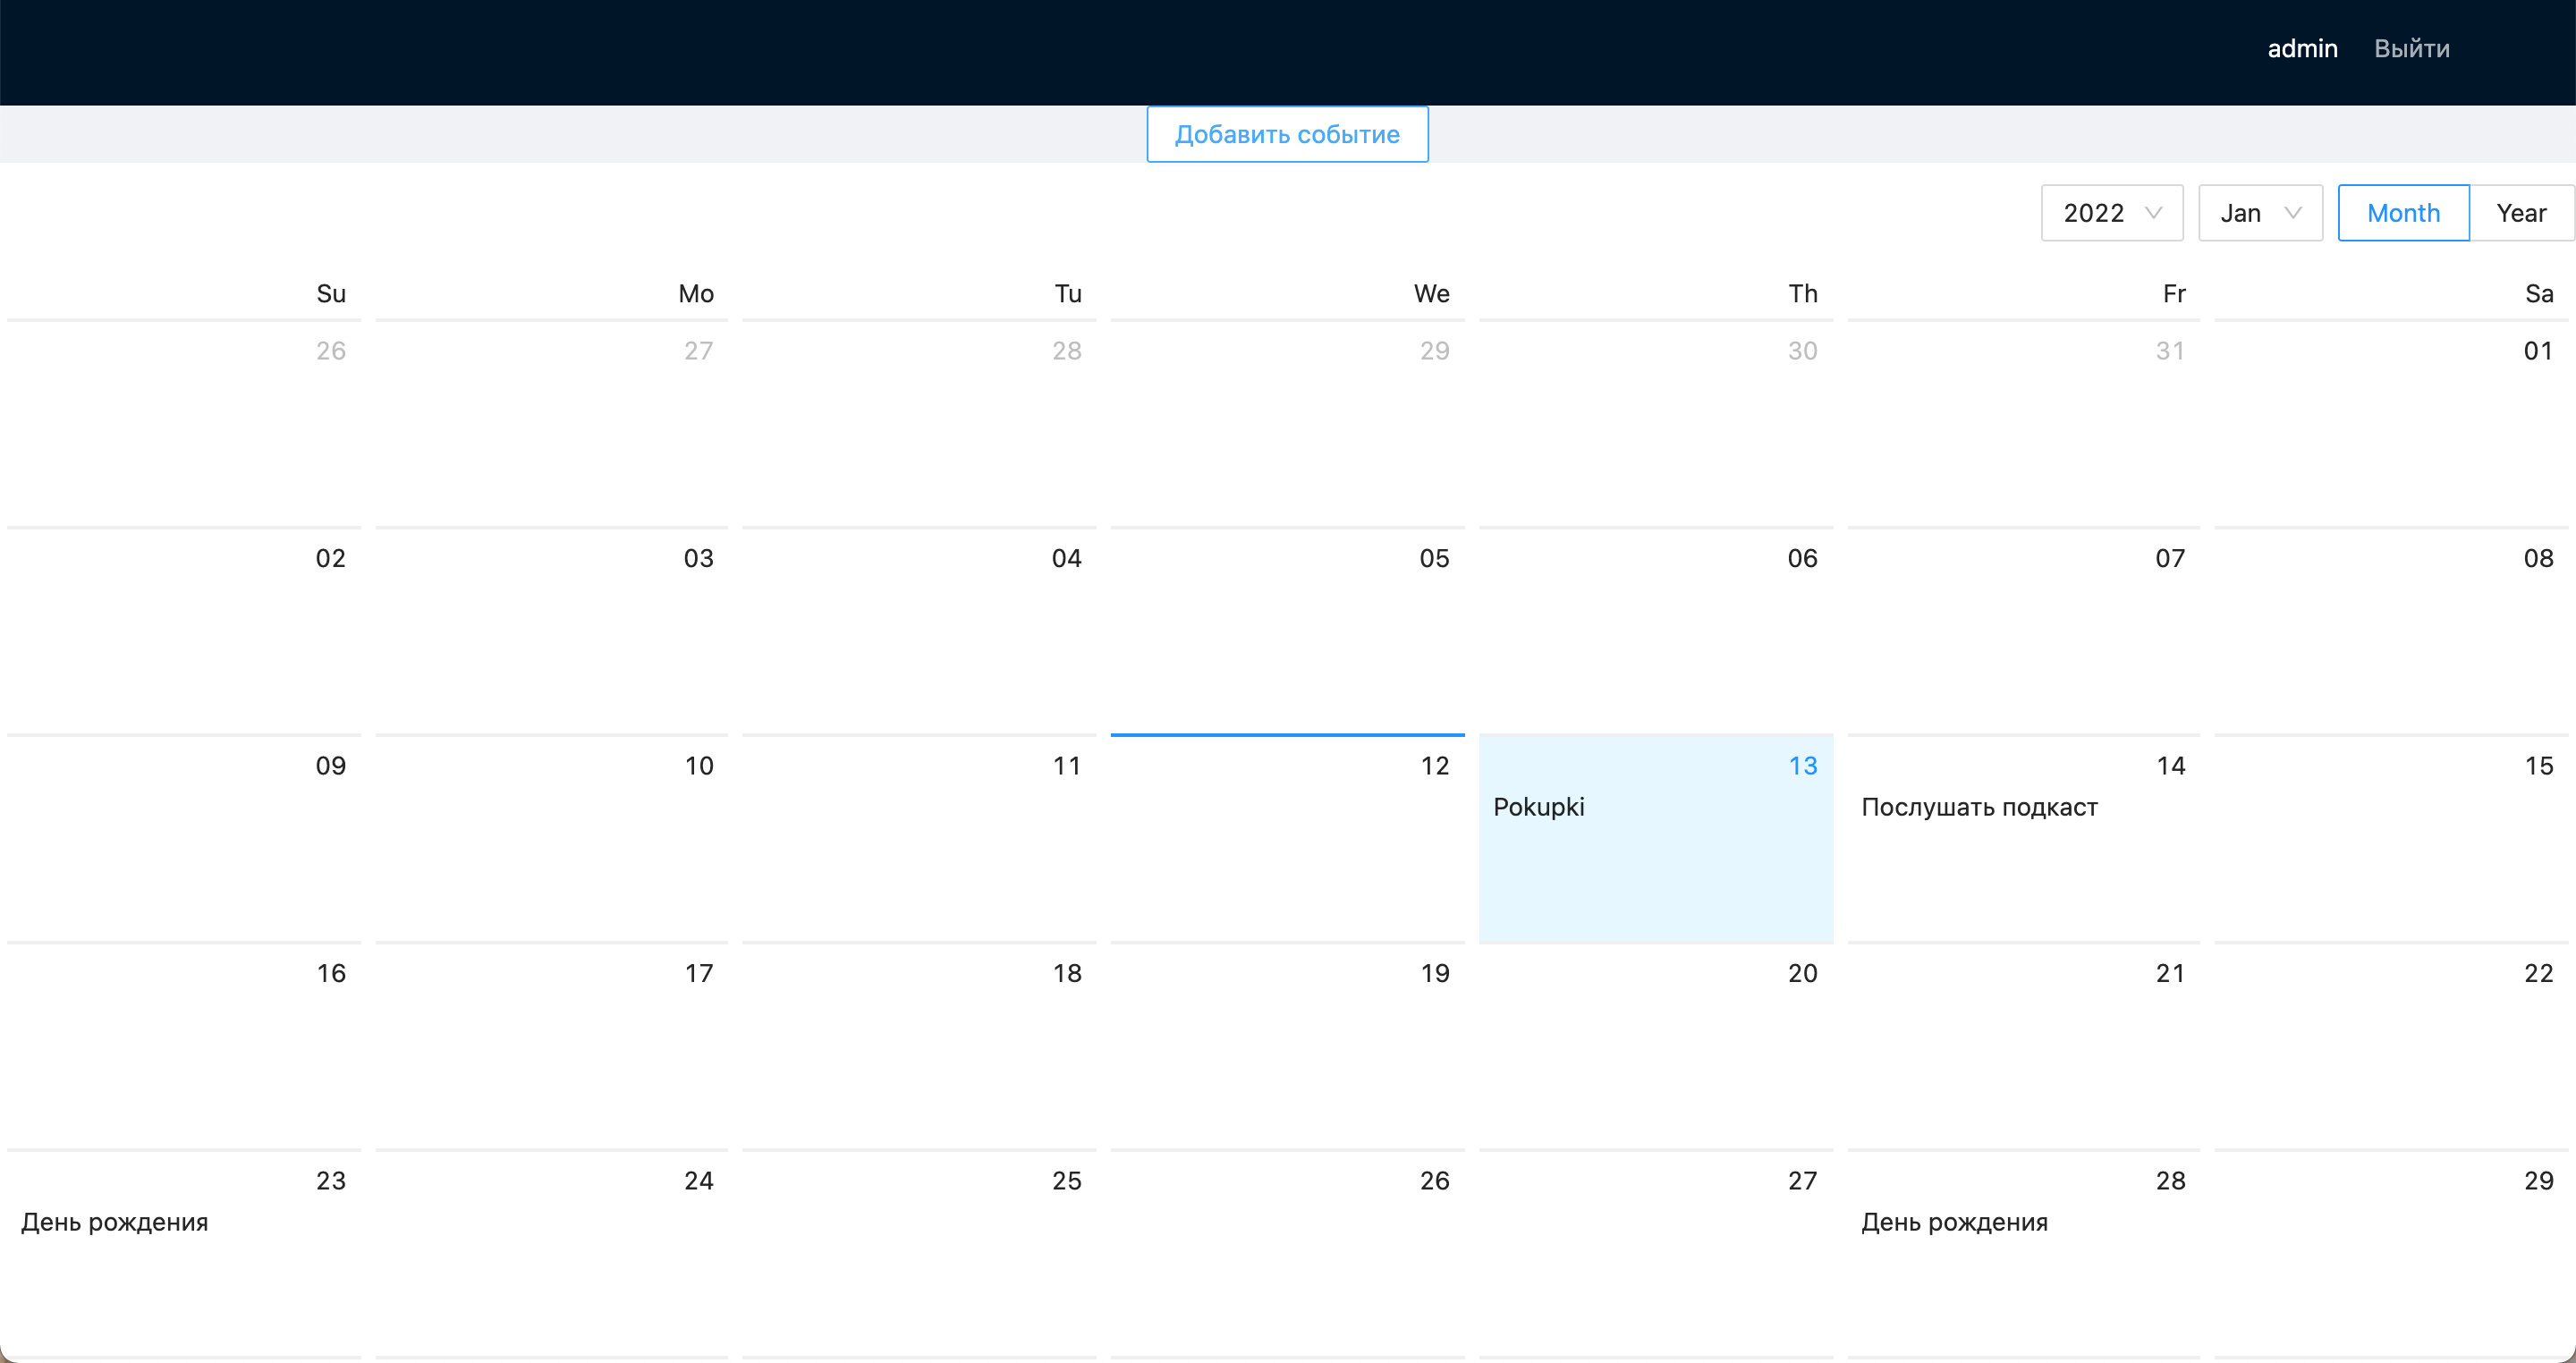 admin Выйти
Добавить событие
2022 Jan Month Year
Su Mo Tu We Th Fr Sa
26 27 28 29 30 31 01
02 03 04 05 06 07 08
09 10 11 12 13 14 15
Pokupki Послушать подкаст
16 17 18 19 20 21 22
23 24 25 26 27 28 29
День рождения День рождения